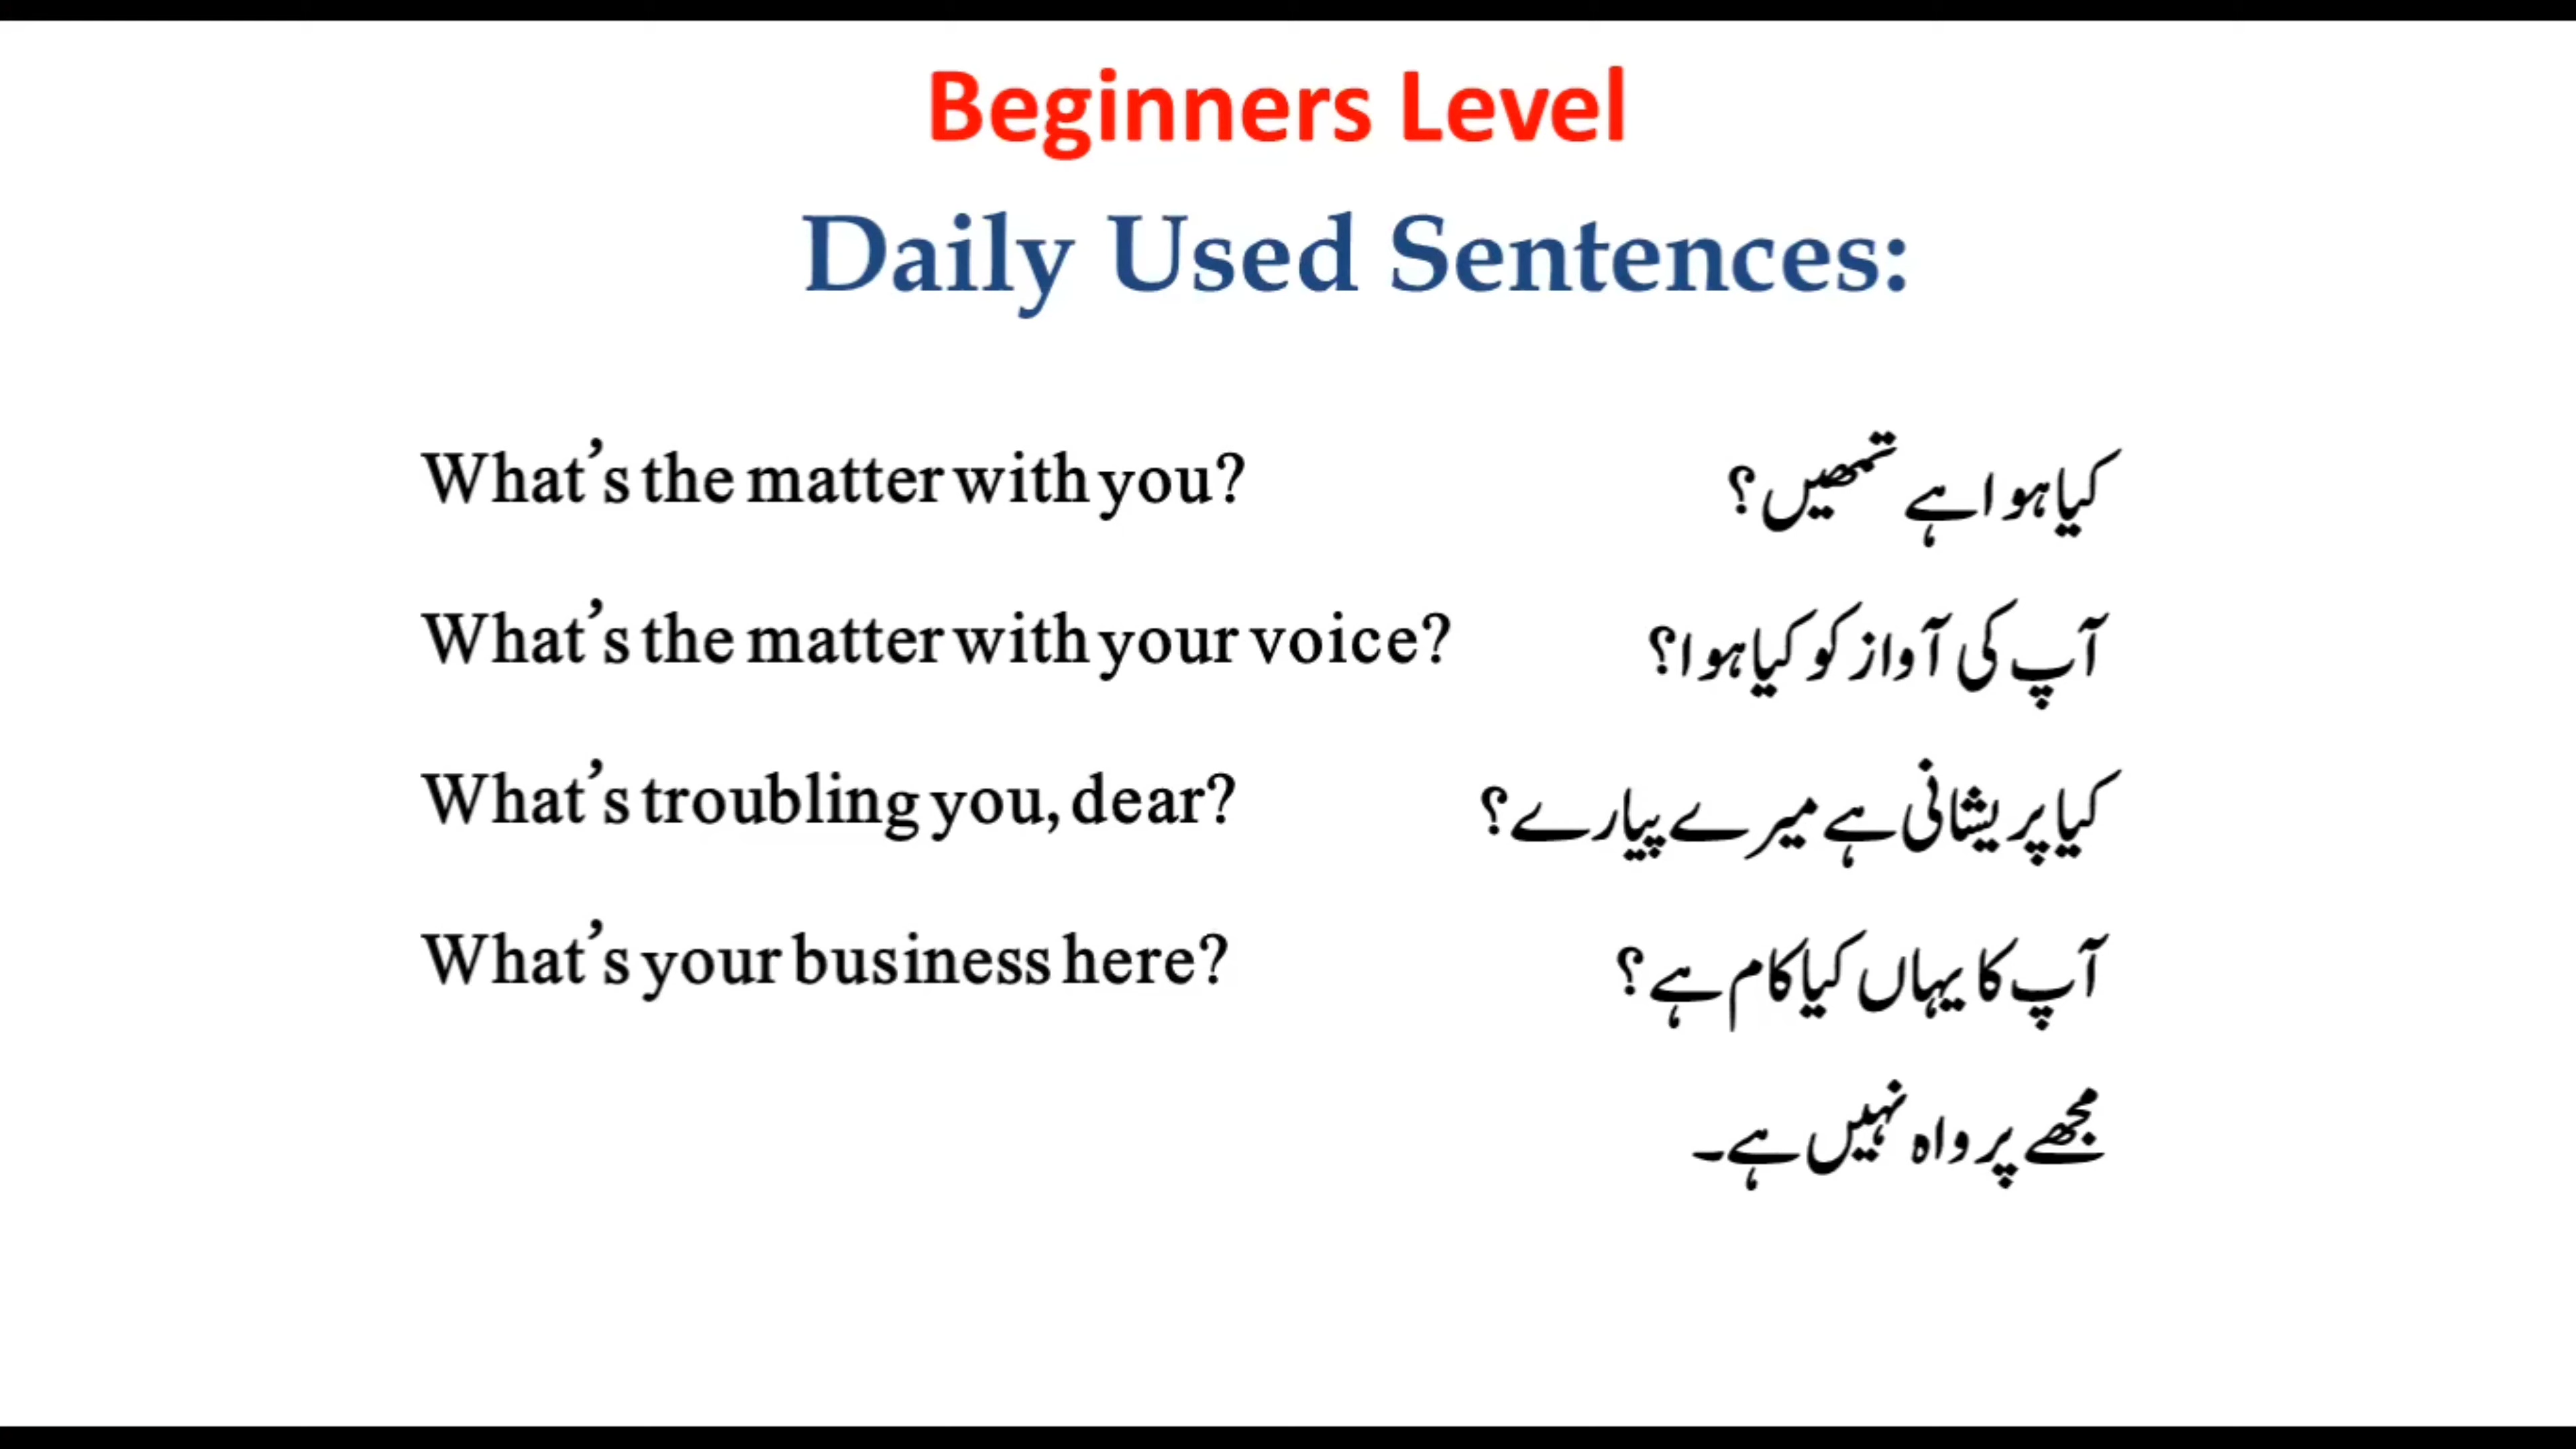 Beginners Level
Daily Used Sentences:
What’s the matter with you? کیا ہوا ہے تمھیں؟
What’s the matter with your voice? آپ کی آواز کو کیا ہوا؟
What’s troubling you, dear? کیا پریشانی ہے میرے پیارے؟
What’s your business here? آپ کا یہاں کیا کام ہے؟
مجھے پرواہ نہیں ہے۔